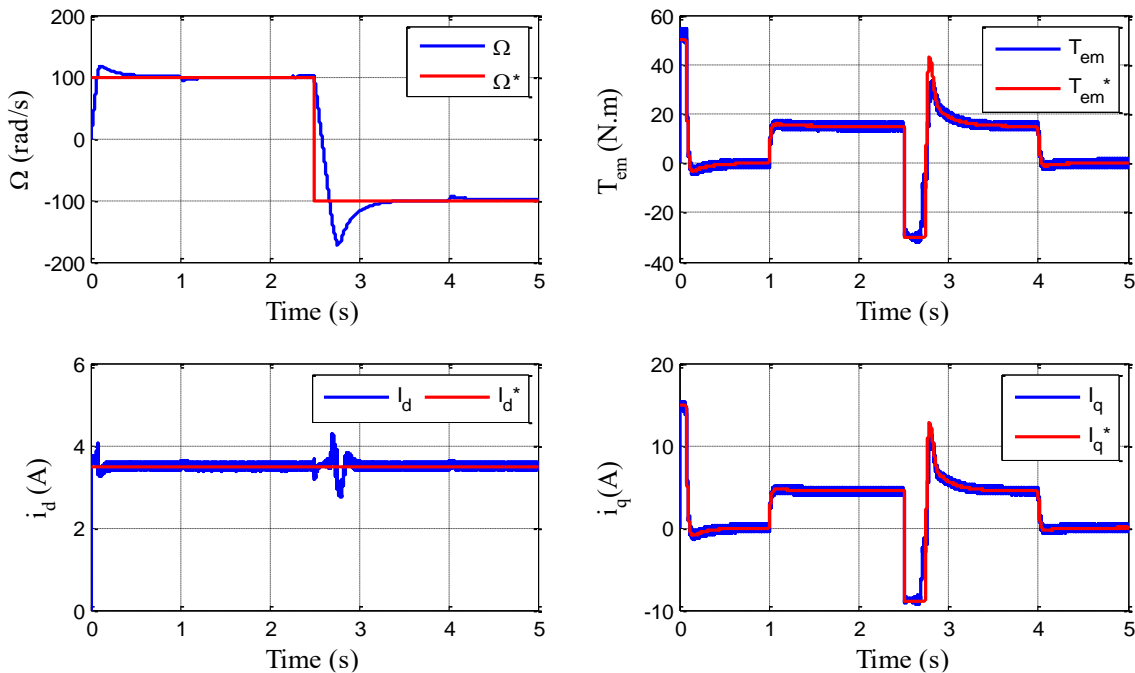 Ω (rad/s)
200
100
0
-100
-200
0 1 2 3 4 5
Time (s)
Ω
Ω*
T_em (N.m)
60
40
20
0
-20
-40
0 1 2 3 4 5
Time (s)
T_em
T_em*
i_d (A)
6
4
2
0
0 1 2 3 4 5
Time (s)
I_d I_d*
i_q (A)
20
10
0
-10
0 1 2 3 4 5
Time (s)
I_q
I_q*